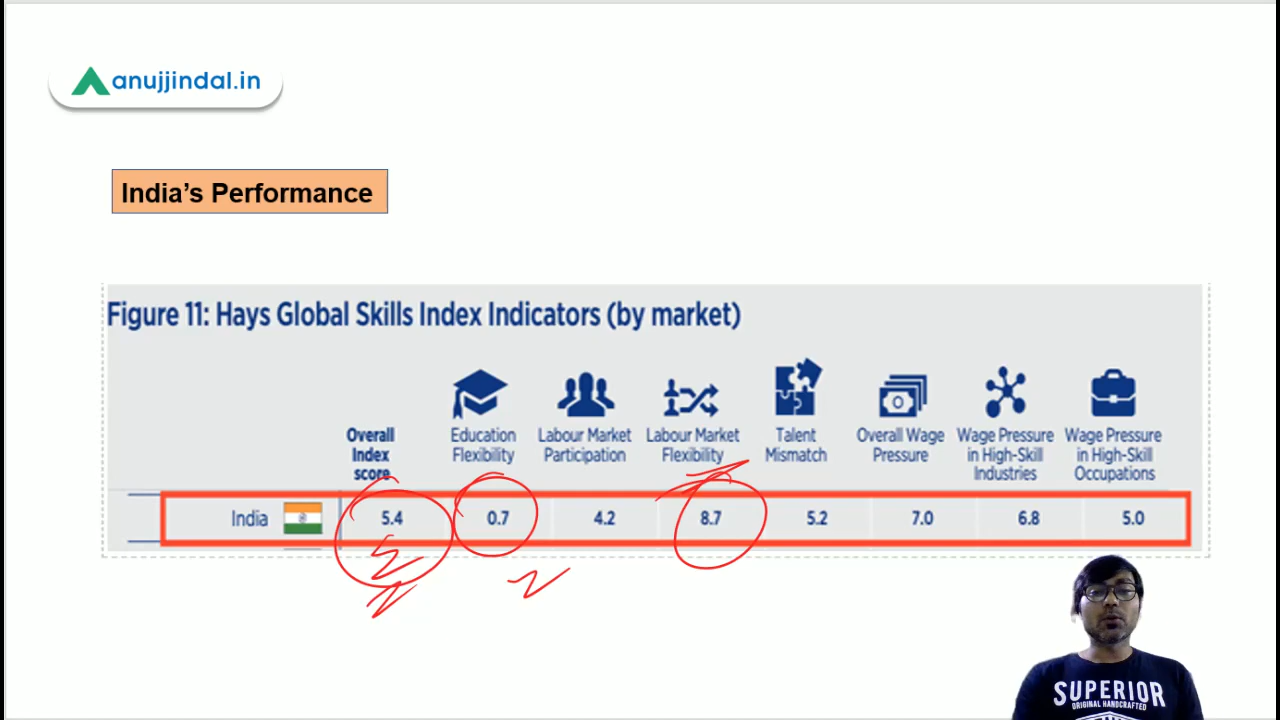 anujjindal.in
India's Performance
Figure 11: Hays Global Skills Index Indicators (by market)
Overall
Index
score
Education
Flexibility
Labour Market
Participation
Labour Market
Flexibility
Talent
Mismatch
Overall Wage
Pressure
Wage Pressure
in High-Skill
Industries
Wage Pressure
in High-Skill
Occupations
India 5.4 0.7 4.2 8.7 5.2 7.0 6.8 5.0
SUPERIOR
ORIGINAL HANDCRAFTED